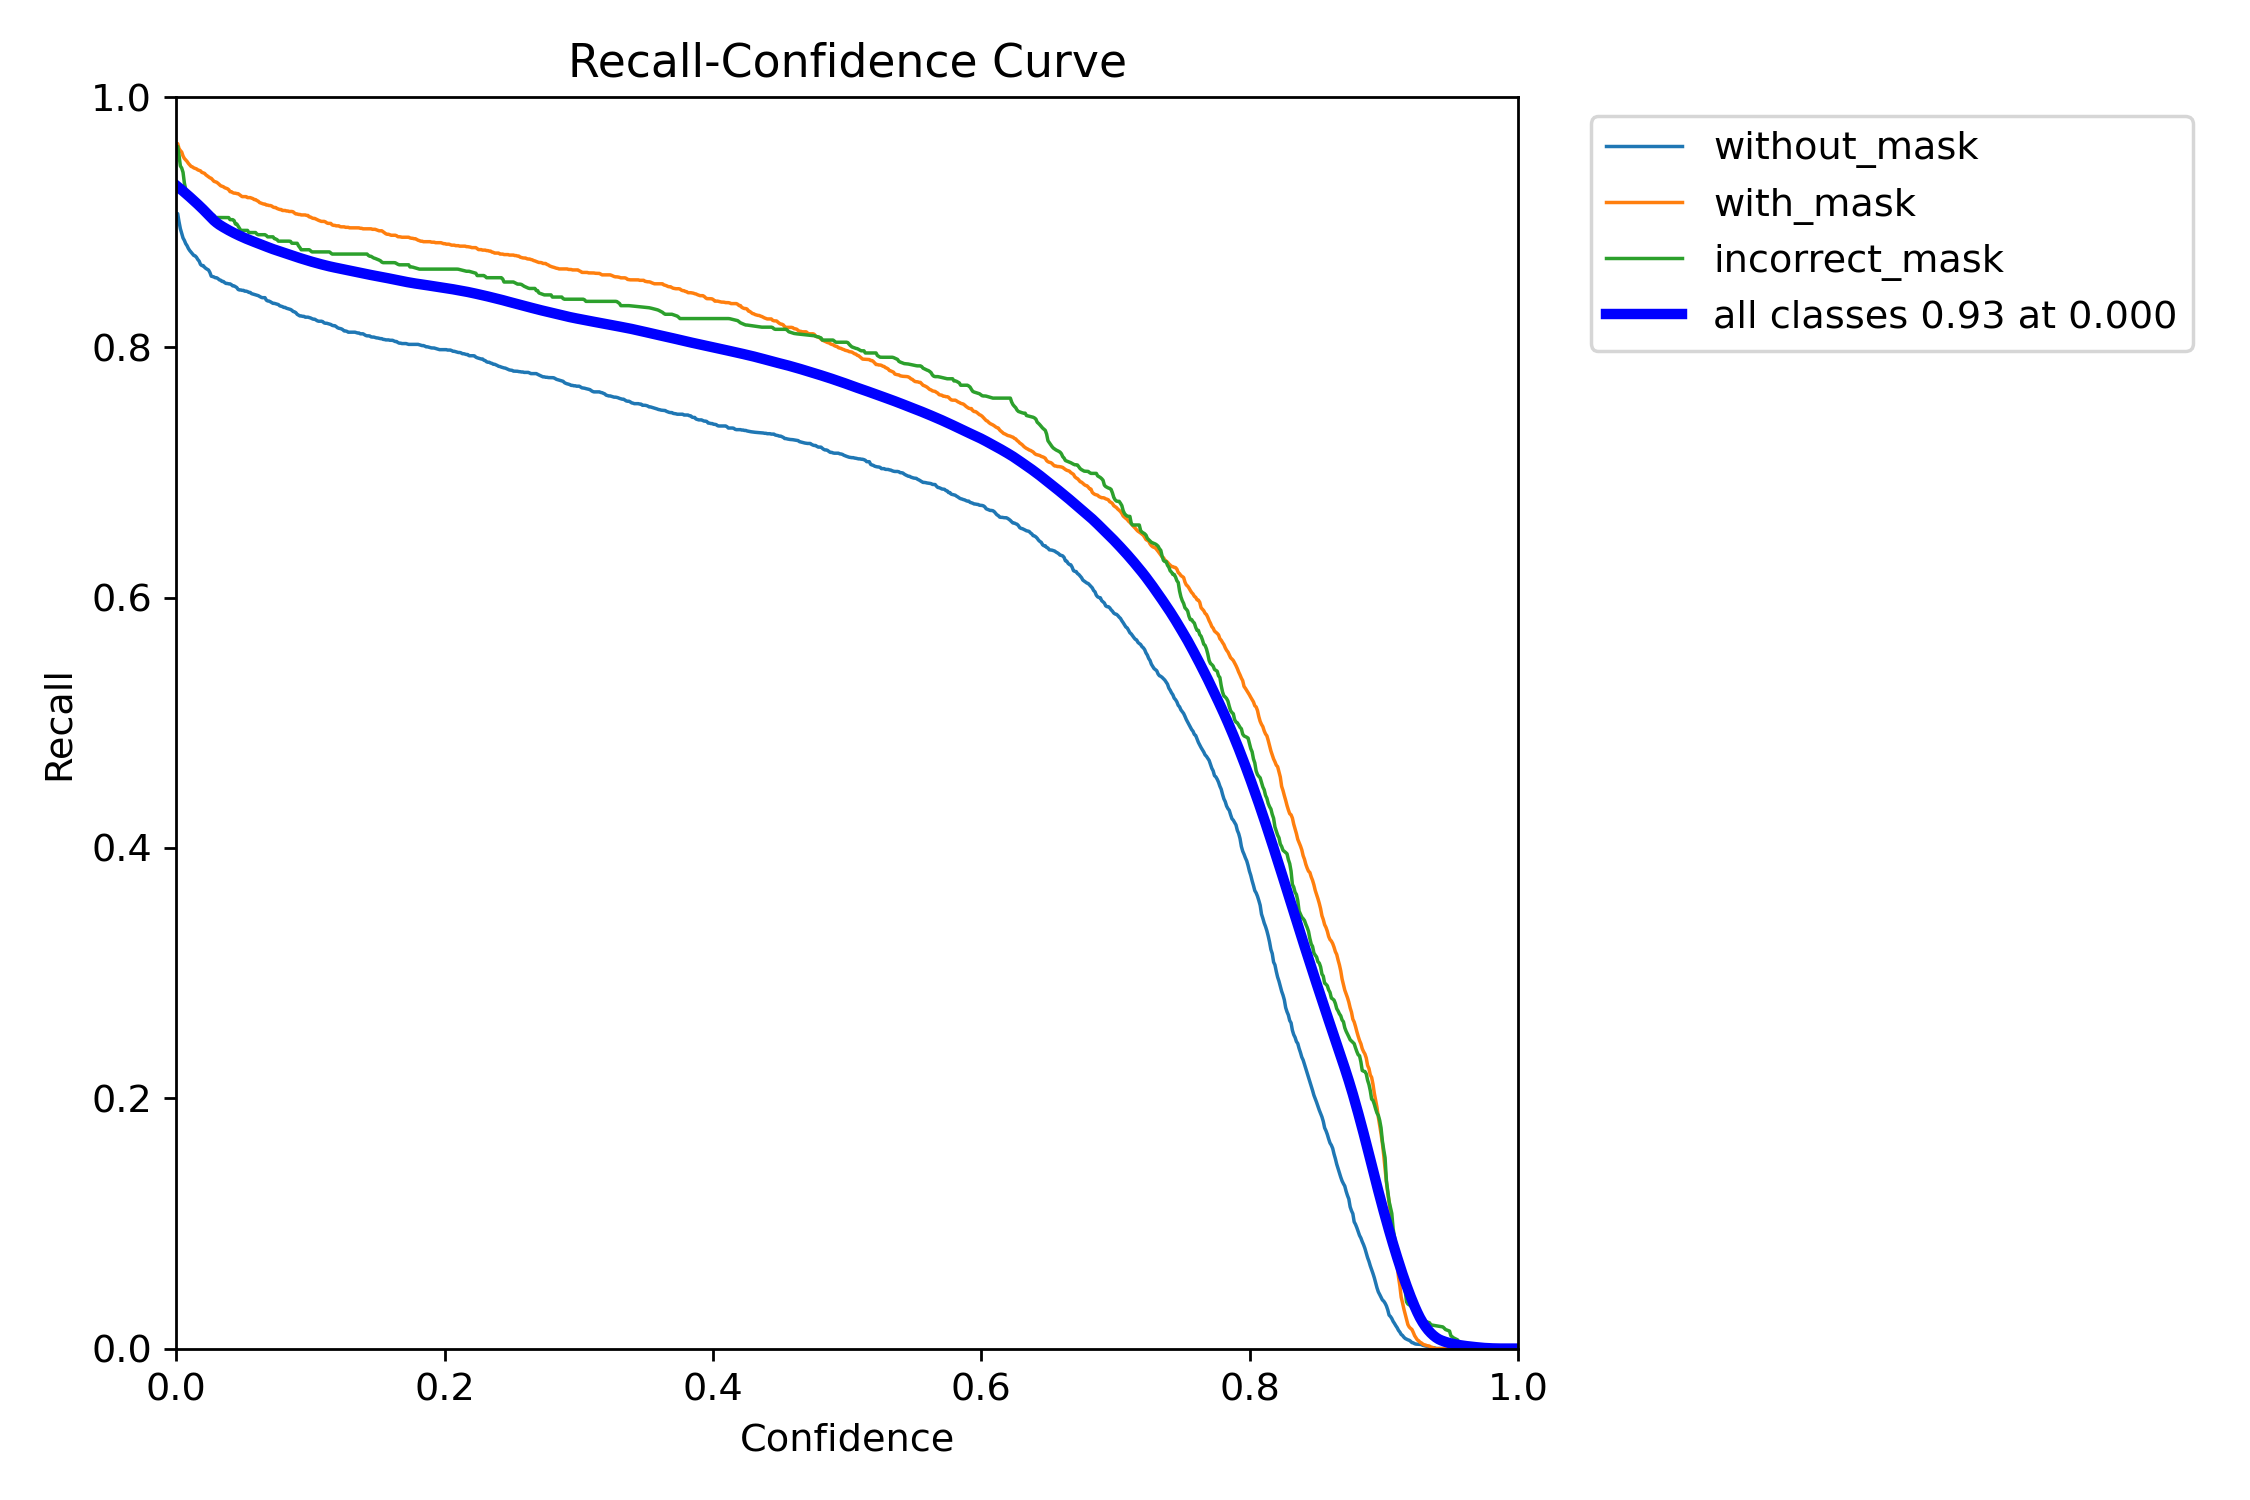 Recall-Confidence Curve
1.0
0.8
0.6
0.4
0.2
0.0
Recall
0.0
0.2
0.4
0.6
0.8
1.0
Confidence
without_mask
with_mask
incorrect_mask
all classes 0.93 at 0.000